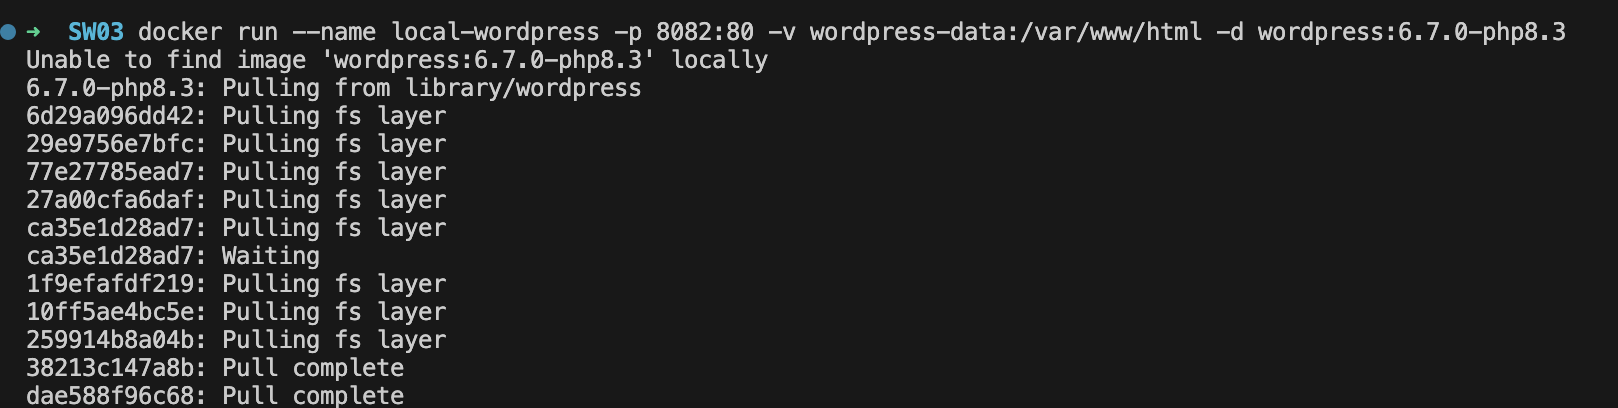 ➜  SW03 docker run --name local-wordpress -p 8082:80 -v wordpress-data:/var/www/html -d wordpress:6.7.0-php8.3
Unable to find image 'wordpress:6.7.0-php8.3' locally
6.7.0-php8.3: Pulling from library/wordpress
6d29a096dd42: Pulling fs layer
29e9756e7bfc: Pulling fs layer
77e27785ead7: Pulling fs layer
27a00cfa6daf: Pulling fs layer
ca35e1d28ad7: Pulling fs layer
ca35e1d28ad7: Waiting
1f9efafdf219: Pulling fs layer
10ff5ae4bc5e: Pulling fs layer
259914b8a04b: Pulling fs layer
38213c147a8b: Pull complete
dae588f96c68: Pull complete